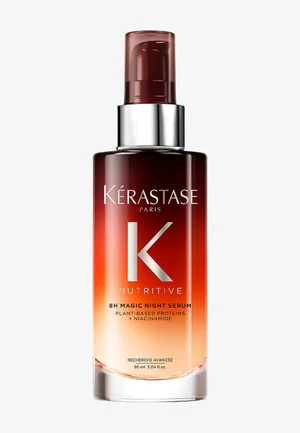 KÉRASTASE
PARIS
K
NUTRITIVE
8H MAGIC NIGHT SERUM
PLANT-BASED PROTEINS
+ NIACINAMIDE
RECHERCHE AVANCÉE
90 ml 3.04 fl.oz.